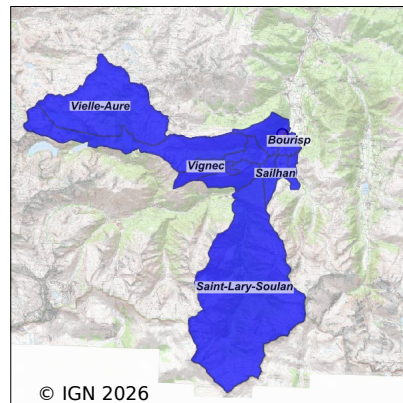 Vielle-Aure
Bourisp
Vignec
Sailhan
Saint-Lary-Soulan
© IGN 2026